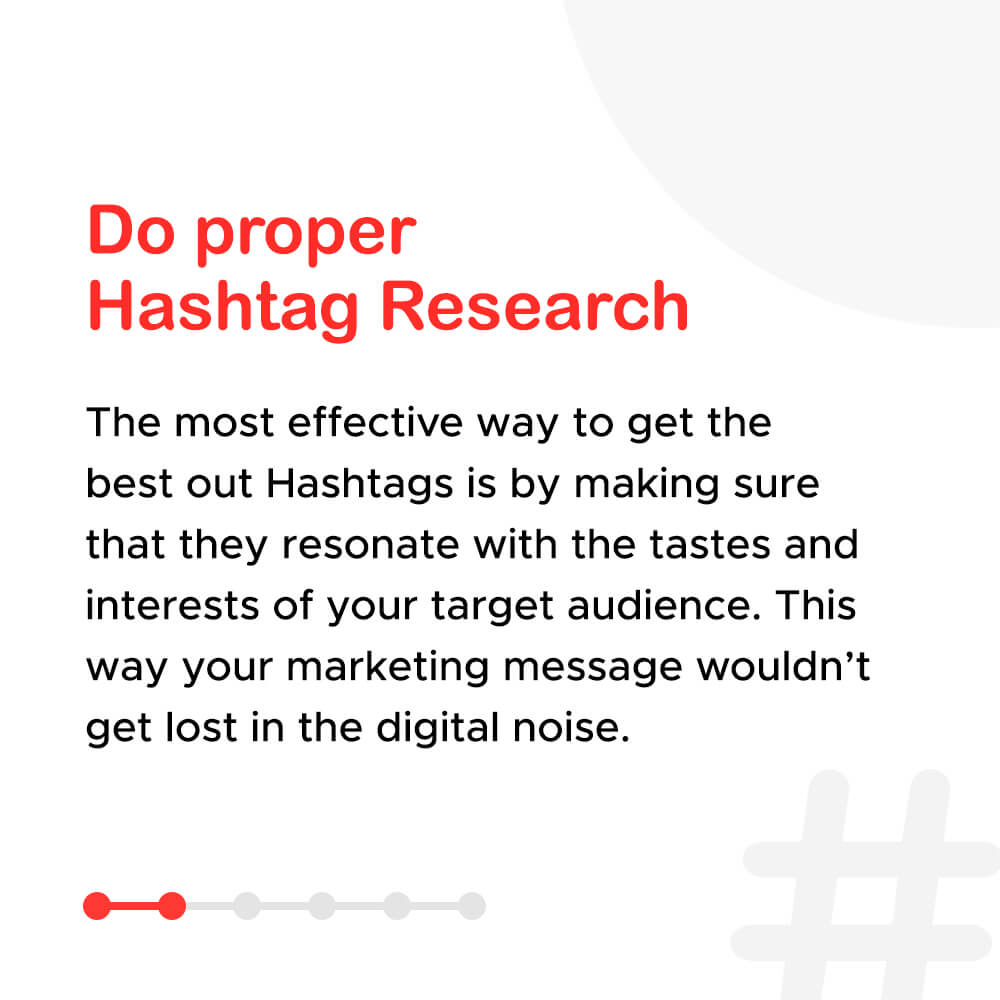 Do proper
Hashtag Research
The most effective way to get the
best out Hashtags is by making sure
that they resonate with the tastes and
interests of your target audience. This
way your marketing message wouldn’t
get lost in the digital noise.
#